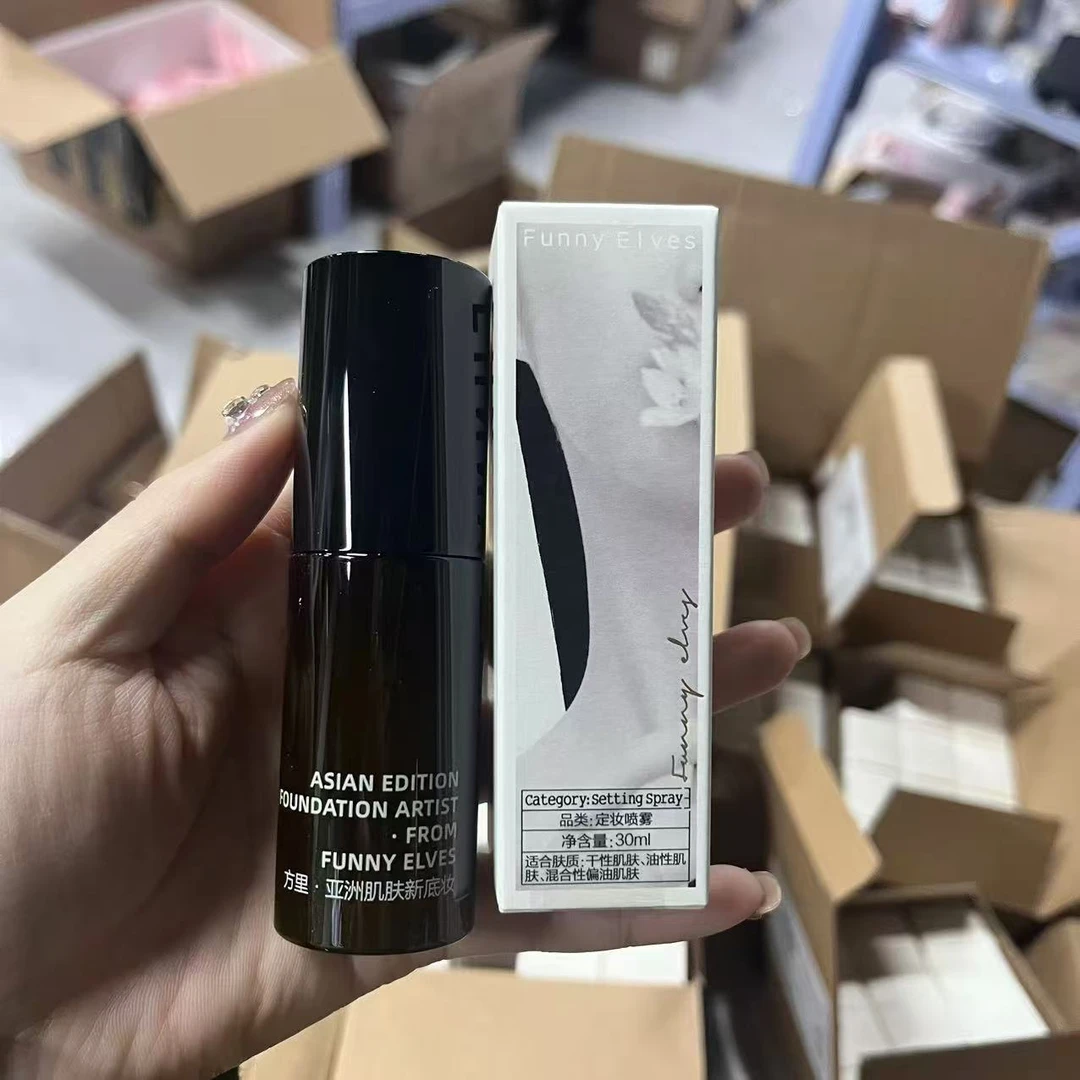 ASIAN EDITION
FOUNDATION ARTIST
· FROM
FUNNY ELVES
方里 · 亚洲肌肤新底妆
Funny Elves
Funny elves
Category:Setting Spray
品类:定妆喷雾
净含量:30ml
适合肤质:干性肌肤、油性肌
肤、混合性偏油肌肤